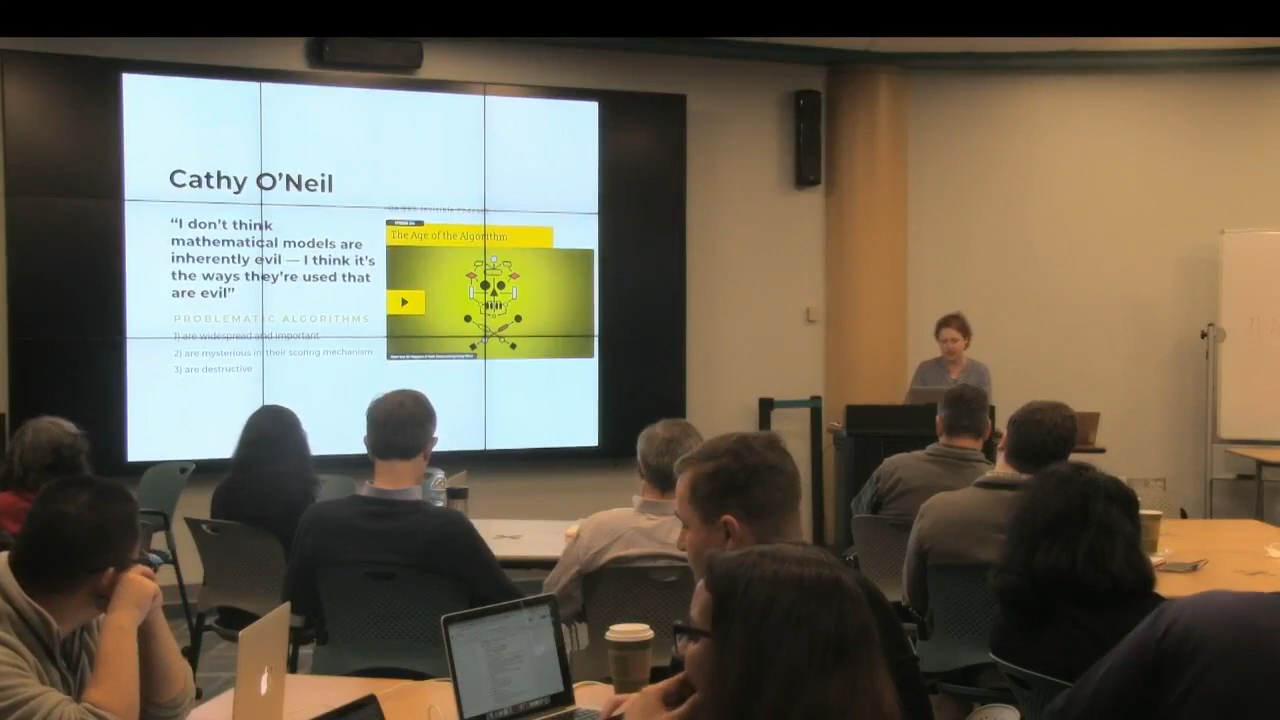 Cathy O'Neil
“I don't think
mathematical models are
inherently evil — I think it's
the ways they're used that
are evil”
PROBLEMATIC ALGORITHMS
1) are widespread and important
2) are mysterious in their scoring mechanism
3) are destructive
The Age of the Algorithm